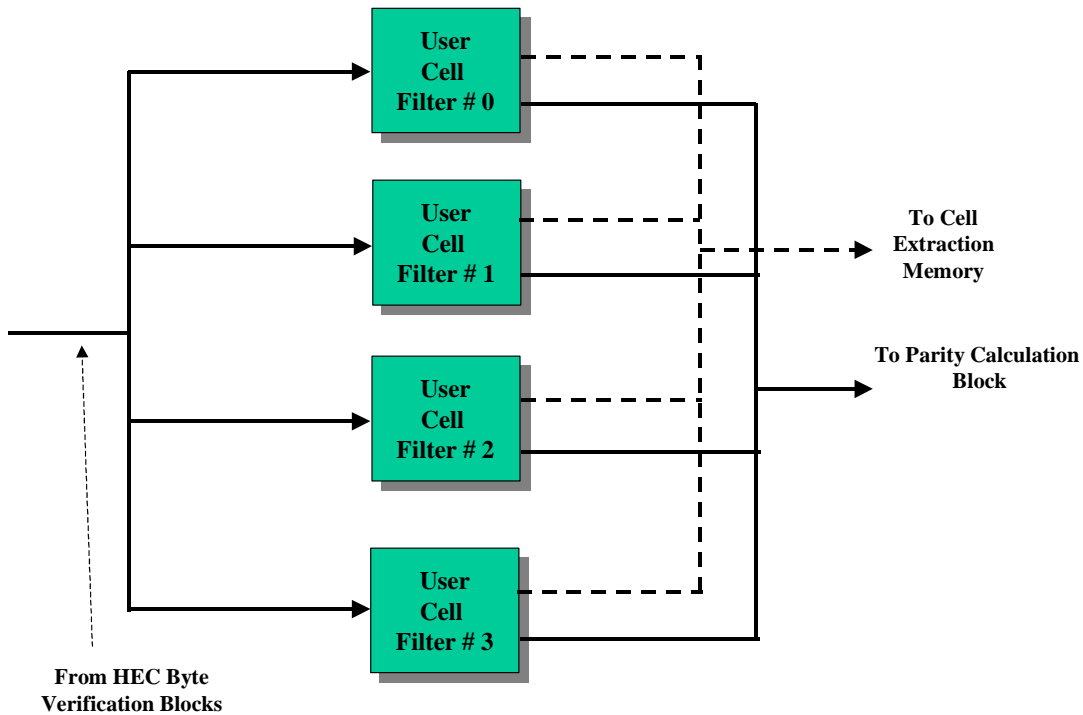 User
Cell
Filter # 0
User
Cell
Filter # 1
To Cell
Extraction
Memory
To Parity Calculation
Block
User
Cell
Filter # 2
User
Cell
Filter # 3
From HEC Byte
Verification Blocks